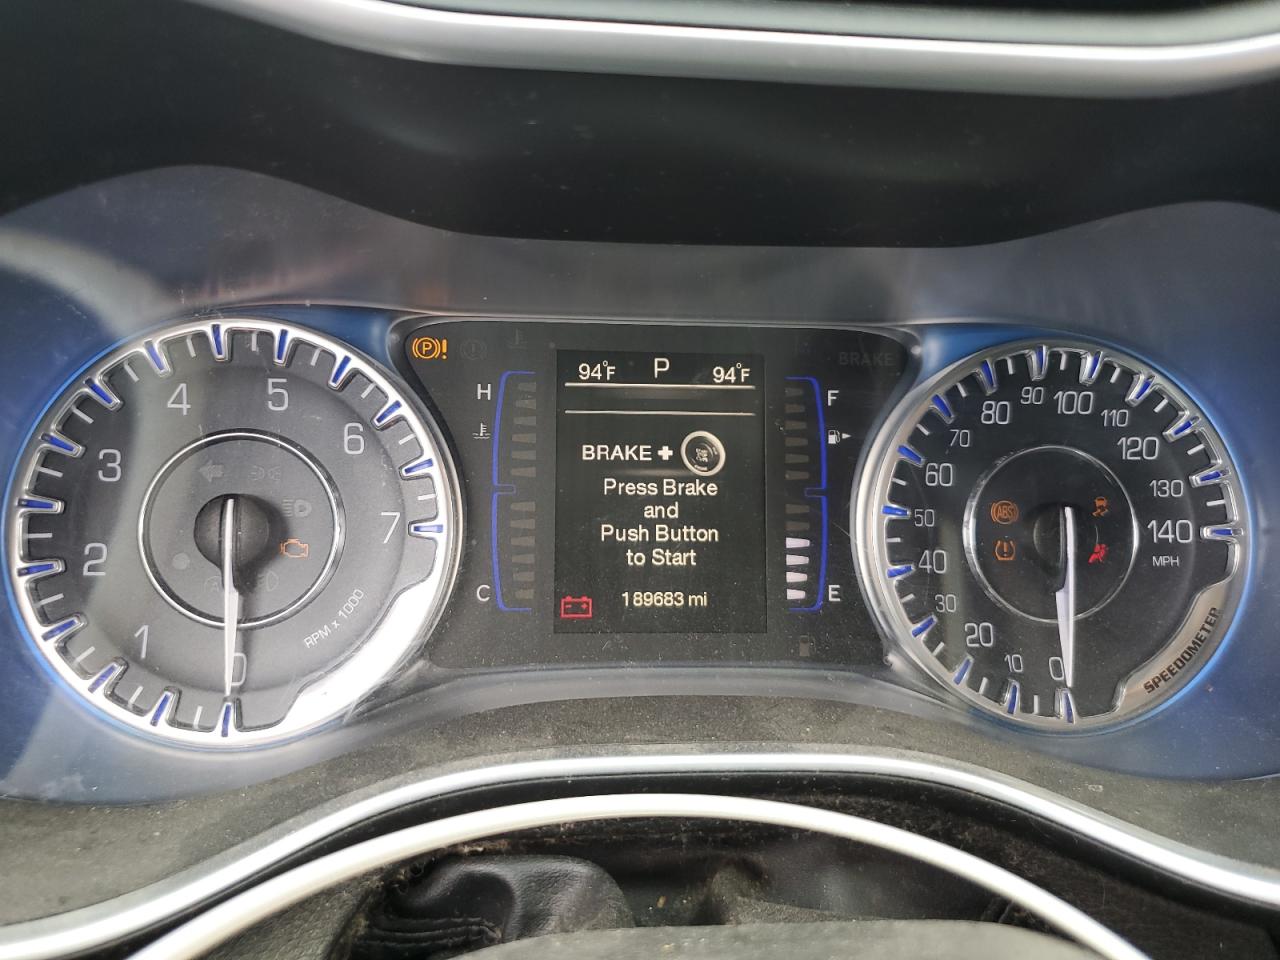 94°F P 94°F
BRAKE +
Press Brake
and
Push Button
to Start
189683 mi
P !
BRAKE
H
C
F
E
0
1
2
3
4
5
6
7
RPM x 1000
0
10
20
30
40
50
60
70
80
90
100
110
120
130
140
MPH
SPEEDOMETER
ABS